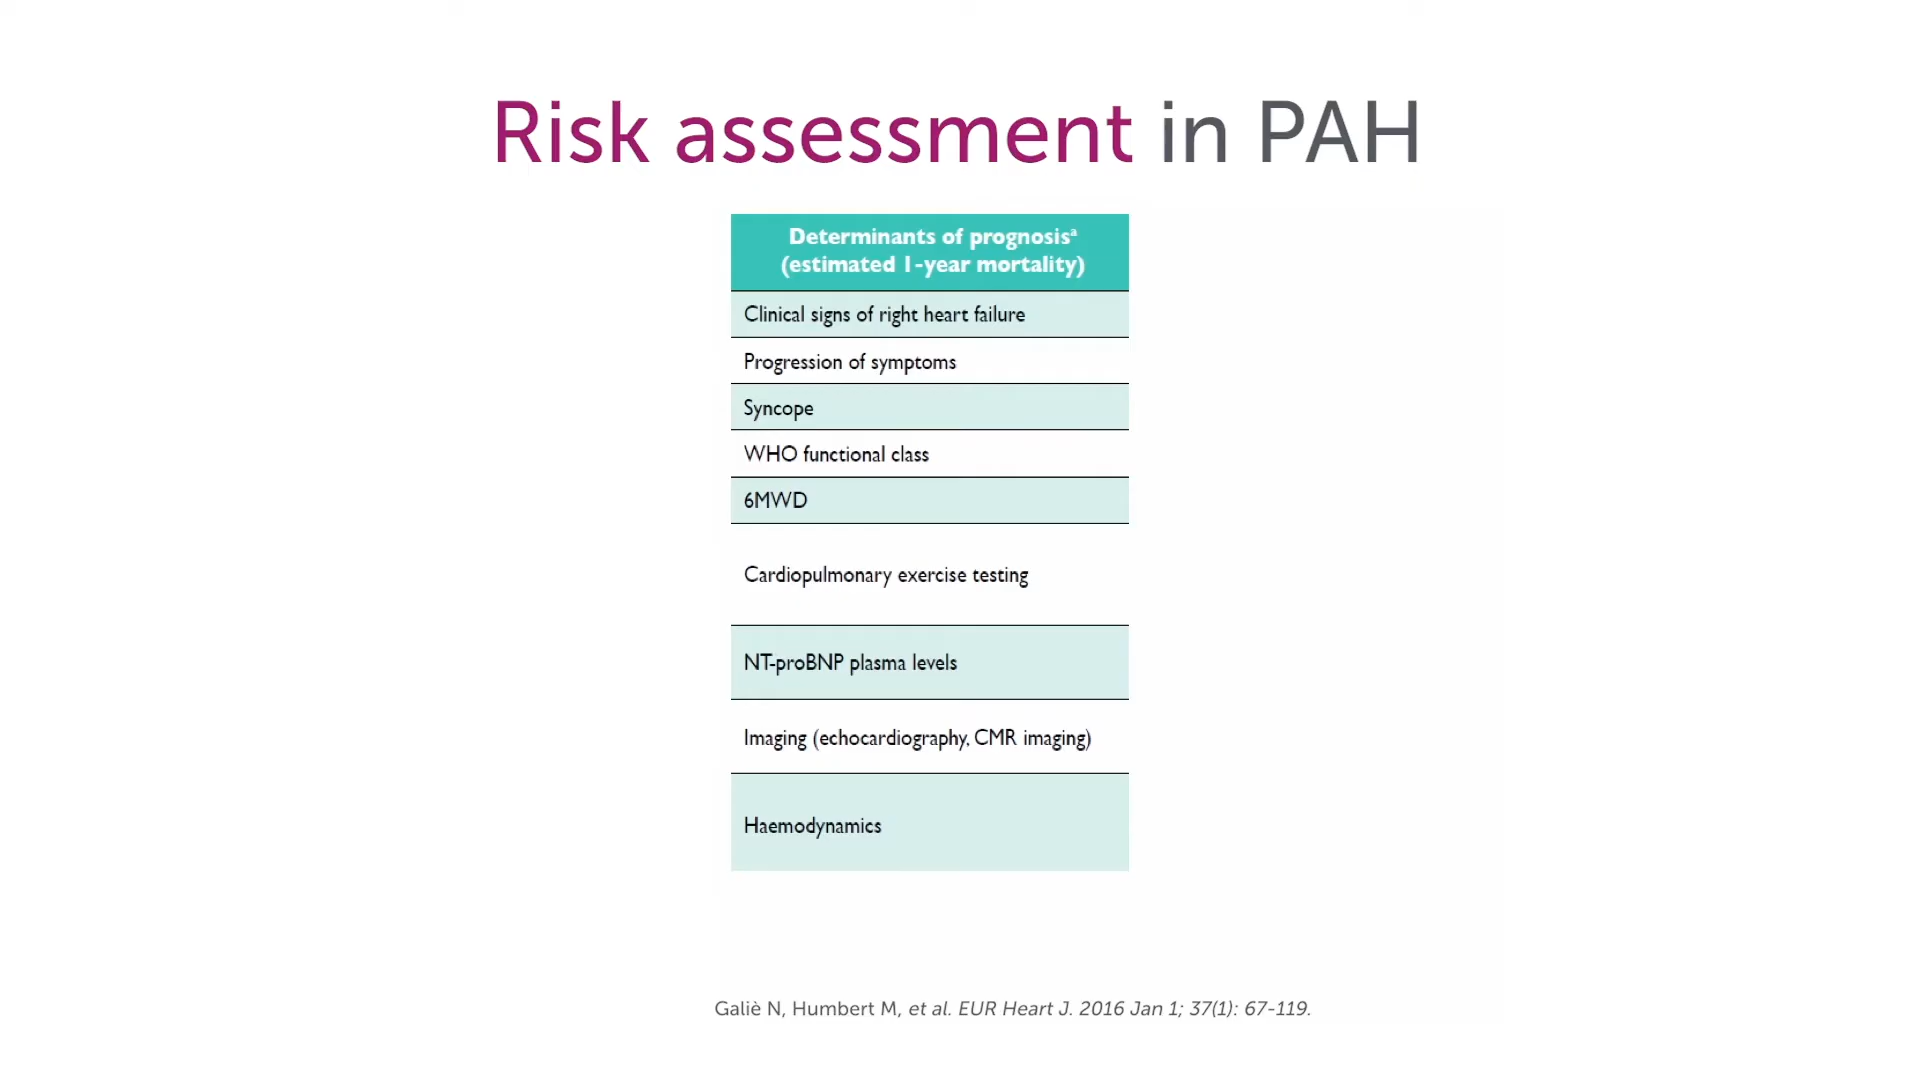 Risk assessment in PAH
Determinants of prognosisª
(estimated 1-year mortality)
Clinical signs of right heart failure
Progression of symptoms
Syncope
WHO functional class
6MWD
Cardiopulmonary exercise testing
NT-proBNP plasma levels
Imaging (echocardiography, CMR imaging)
Haemodynamics
Galiè N, Humbert M, et al. EUR Heart J. 2016 Jan 1; 37(1): 67-119.